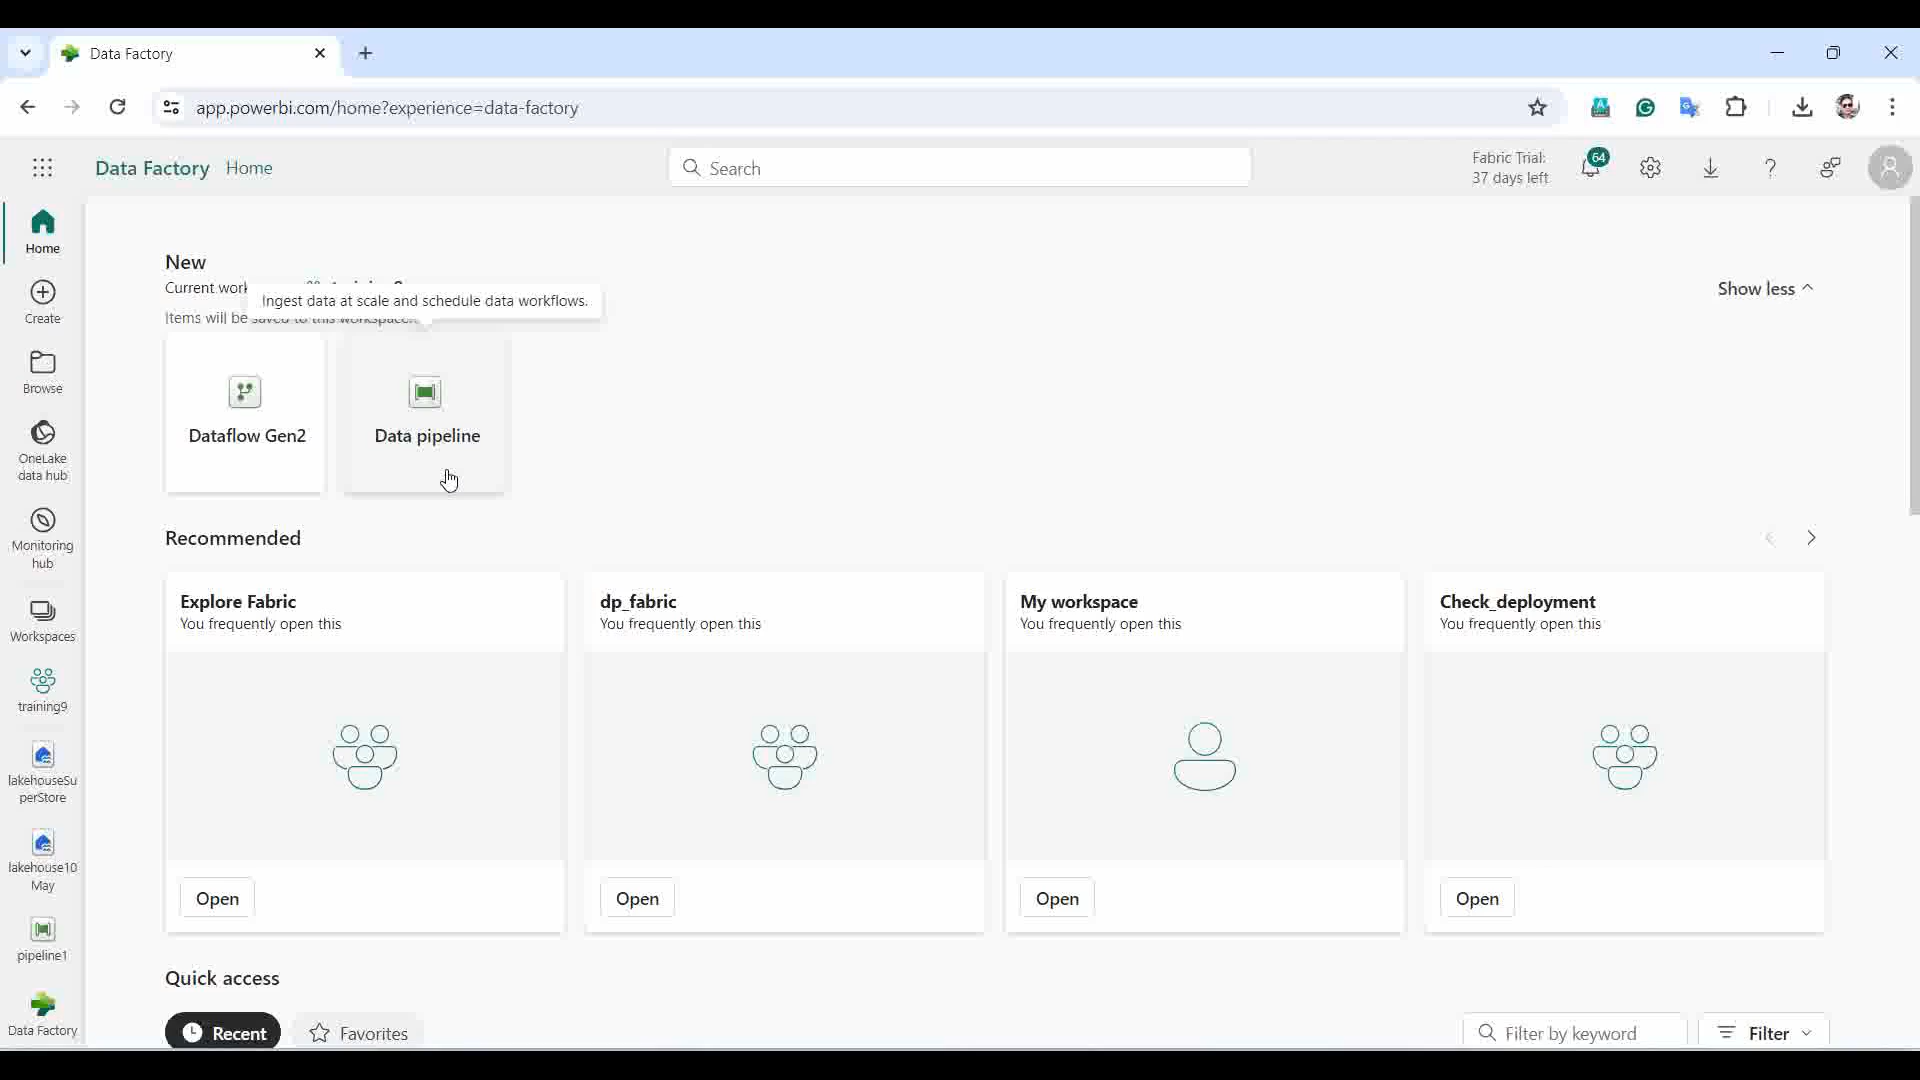 Data Factory
app.powerbi.com/home?experience=data-factory
Data Factory Home
Search
Fabric Trial:
37 days left
64
Home
Create
Browse
OneLake
data hub
Monitoring
hub
Workspaces
training9
lakehouseSu
perStore
lakehouse10
May
pipeline1
Data Factory
New
Show less
Current work
Ingest data at scale and schedule data workflows.
Items will be saved to this workspace.
Dataflow Gen2
Data pipeline
Recommended
Explore Fabric
You frequently open this
Open
dp_fabric
You frequently open this
Open
My workspace
You frequently open this
Open
Check_deployment
You frequently open this
Open
Quick access
Recent
Favorites
Filter by keyword
Filter